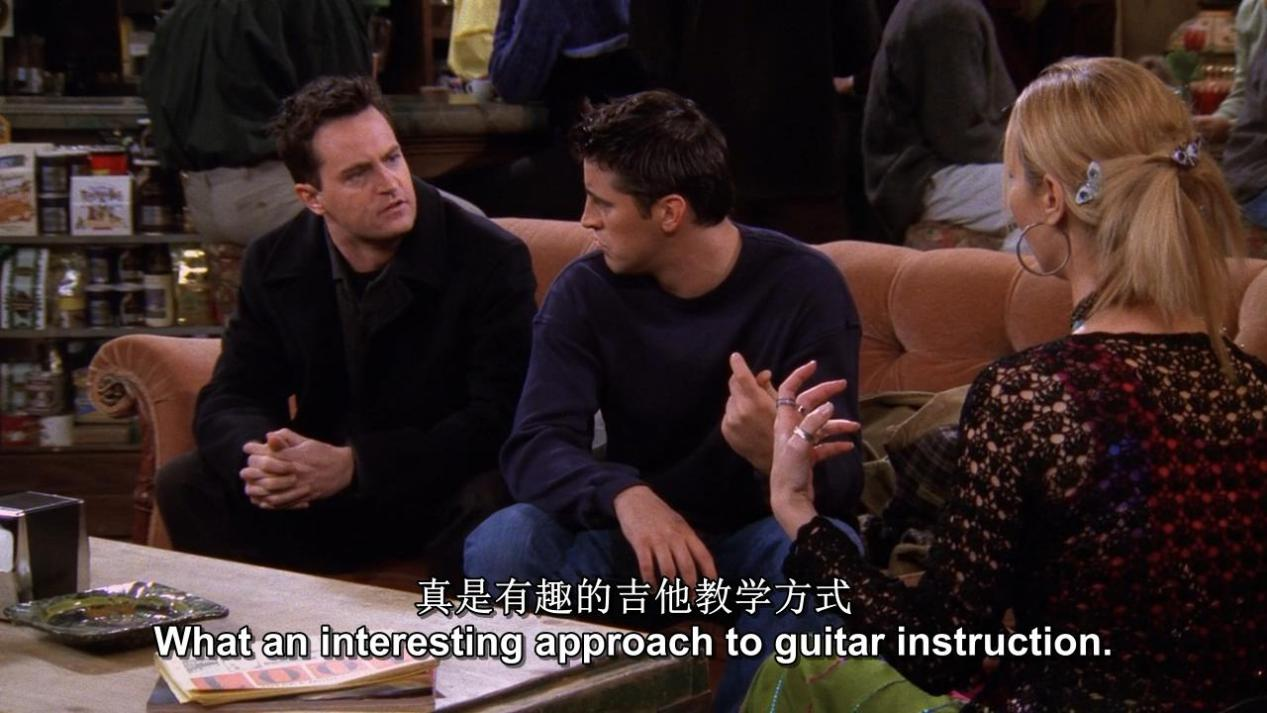 真是有趣的吉他教学方式
What an interesting approach to guitar instruction.